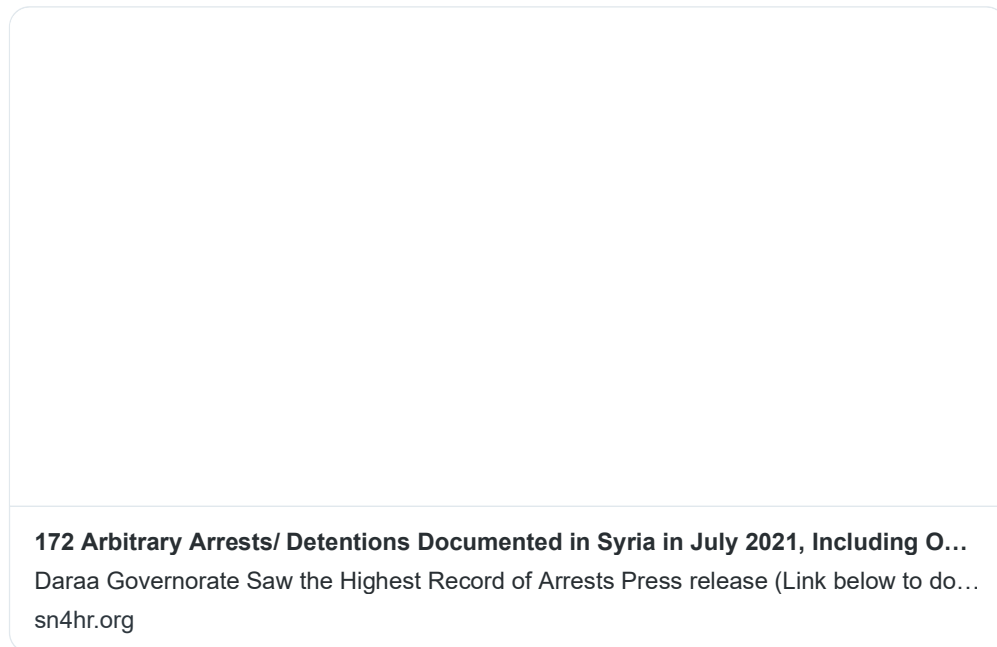 172 Arbitrary Arrests/ Detentions Documented in Syria in July 2021, Including O…
Daraa Governorate Saw the Highest Record of Arrests Press release (Link below to do…
sn4hr.org